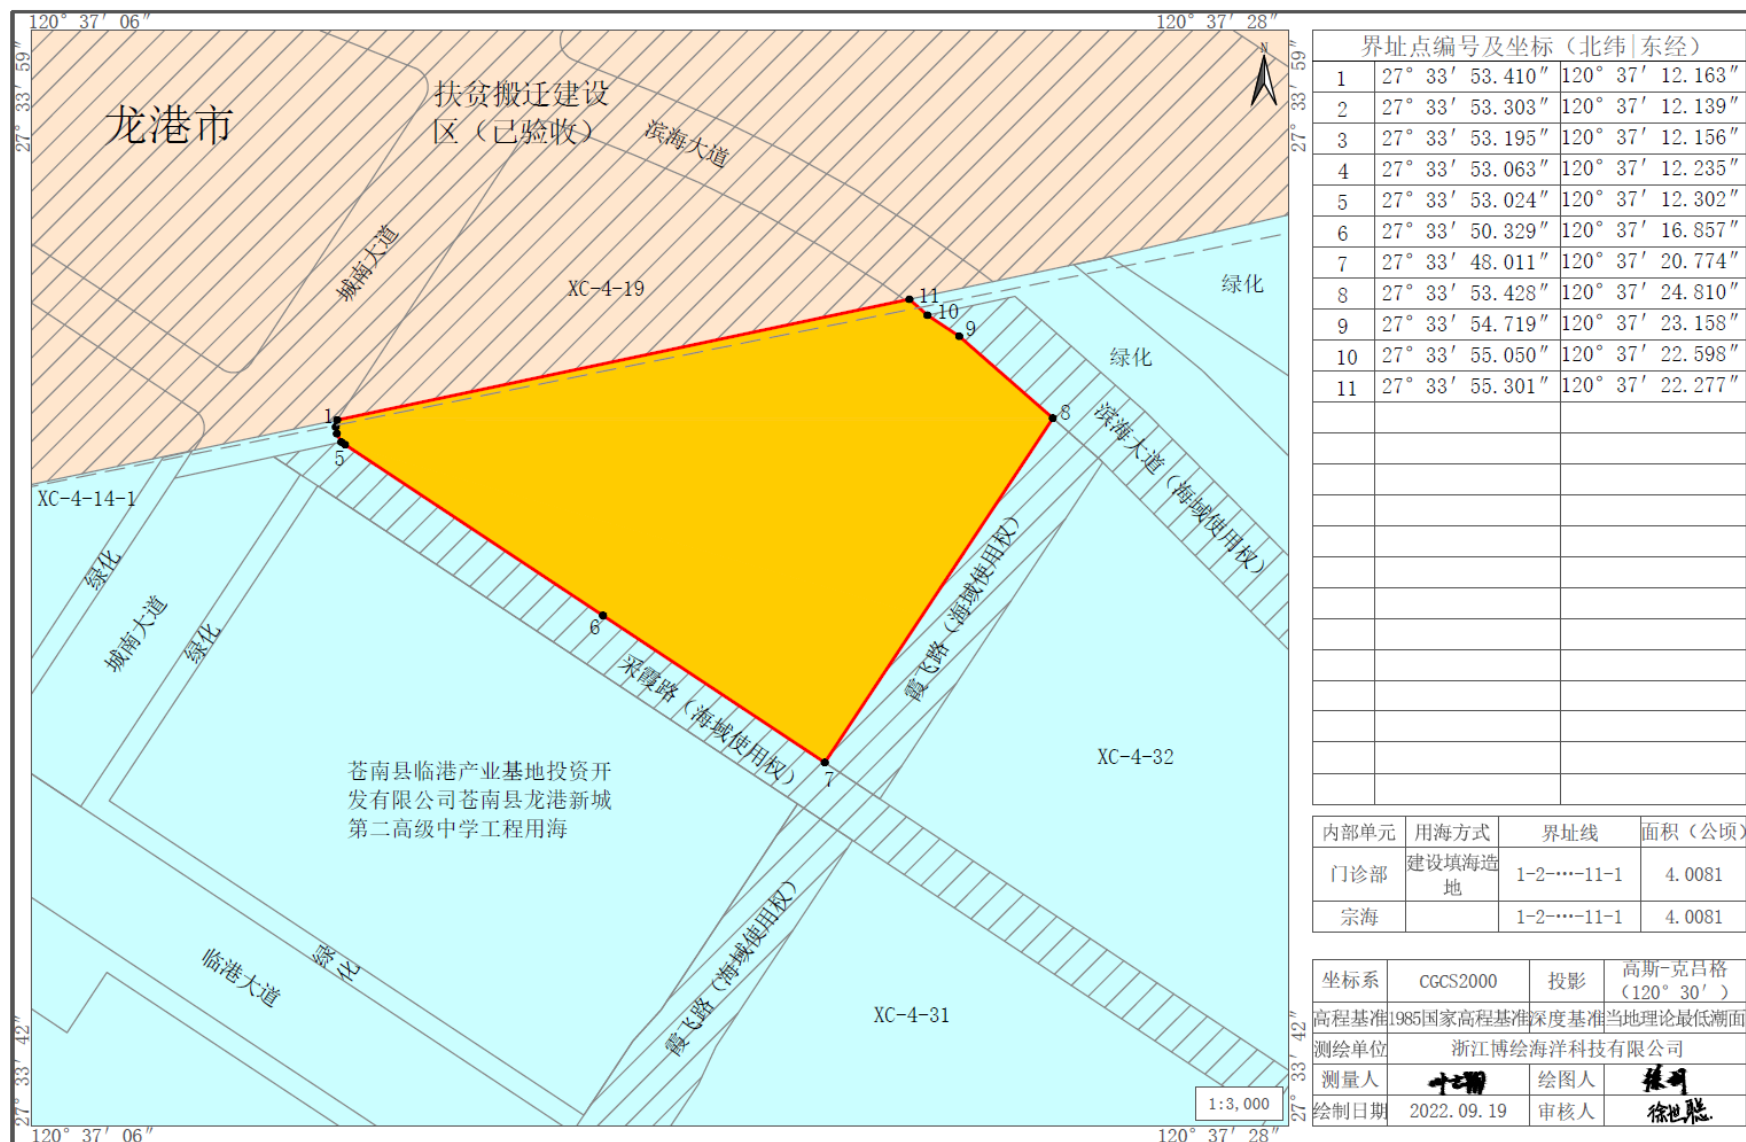 120° 37′ 06″
120° 37′ 28″
27° 33′ 59″
27° 33′ 59″
N
龙港市
扶贫搬迁建设
区（已验收）
滨海大道
城南大道
XC-4-19
绿化
绿化
11
10
9
8
1
5
6
7
滨海大道（海域使用权）
XC-4-14-1
绿化
城南大道
绿化
霞飞路（海域使用权）
采霞路（海域使用权）
XC-4-32
苍南县临港产业基地投资开
发有限公司苍南县龙港新城
第二高级中学工程用海
霞飞路（海域使用权）
临港大道
绿化
XC-4-31
27° 33′ 42″
27° 33′ 42″
1:3,000
120° 37′ 06″
120° 37′ 28″
界址点编号及坐标（北纬|东经）
1 27° 33′ 53.410″ 120° 37′ 12.163″
2 27° 33′ 53.303″ 120° 37′ 12.139″
3 27° 33′ 53.195″ 120° 37′ 12.156″
4 27° 33′ 53.063″ 120° 37′ 12.235″
5 27° 33′ 53.024″ 120° 37′ 12.302″
6 27° 33′ 50.329″ 120° 37′ 16.857″
7 27° 33′ 48.011″ 120° 37′ 20.774″
8 27° 33′ 53.428″ 120° 37′ 24.810″
9 27° 33′ 54.719″ 120° 37′ 23.158″
10 27° 33′ 55.050″ 120° 37′ 22.598″
11 27° 33′ 55.301″ 120° 37′ 22.277″
内部单元 用海方式 界址线 面积（公顷）
门诊部 建设填海造地 1-2-…-11-1 4.0081
宗海 1-2-…-11-1 4.0081
坐标系 CGCS2000 投影 高斯-克吕格（120° 30′ ）
高程基准 1985国家高程基准 深度基准 当地理论最低潮面
测绘单位 浙江博绘海洋科技有限公司
测量人 绘图人
绘制日期 2022.09.19 审核人 徐世聪